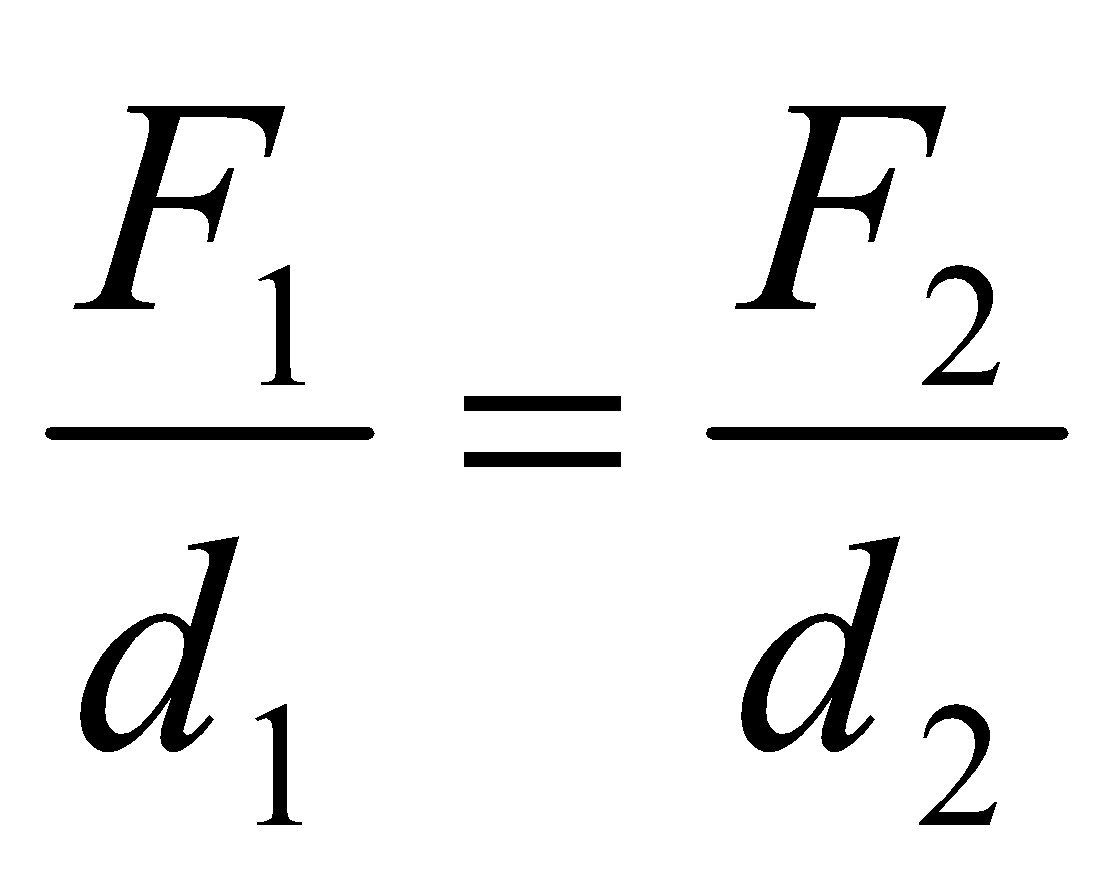 F₁/d₁ = F₂/d₂